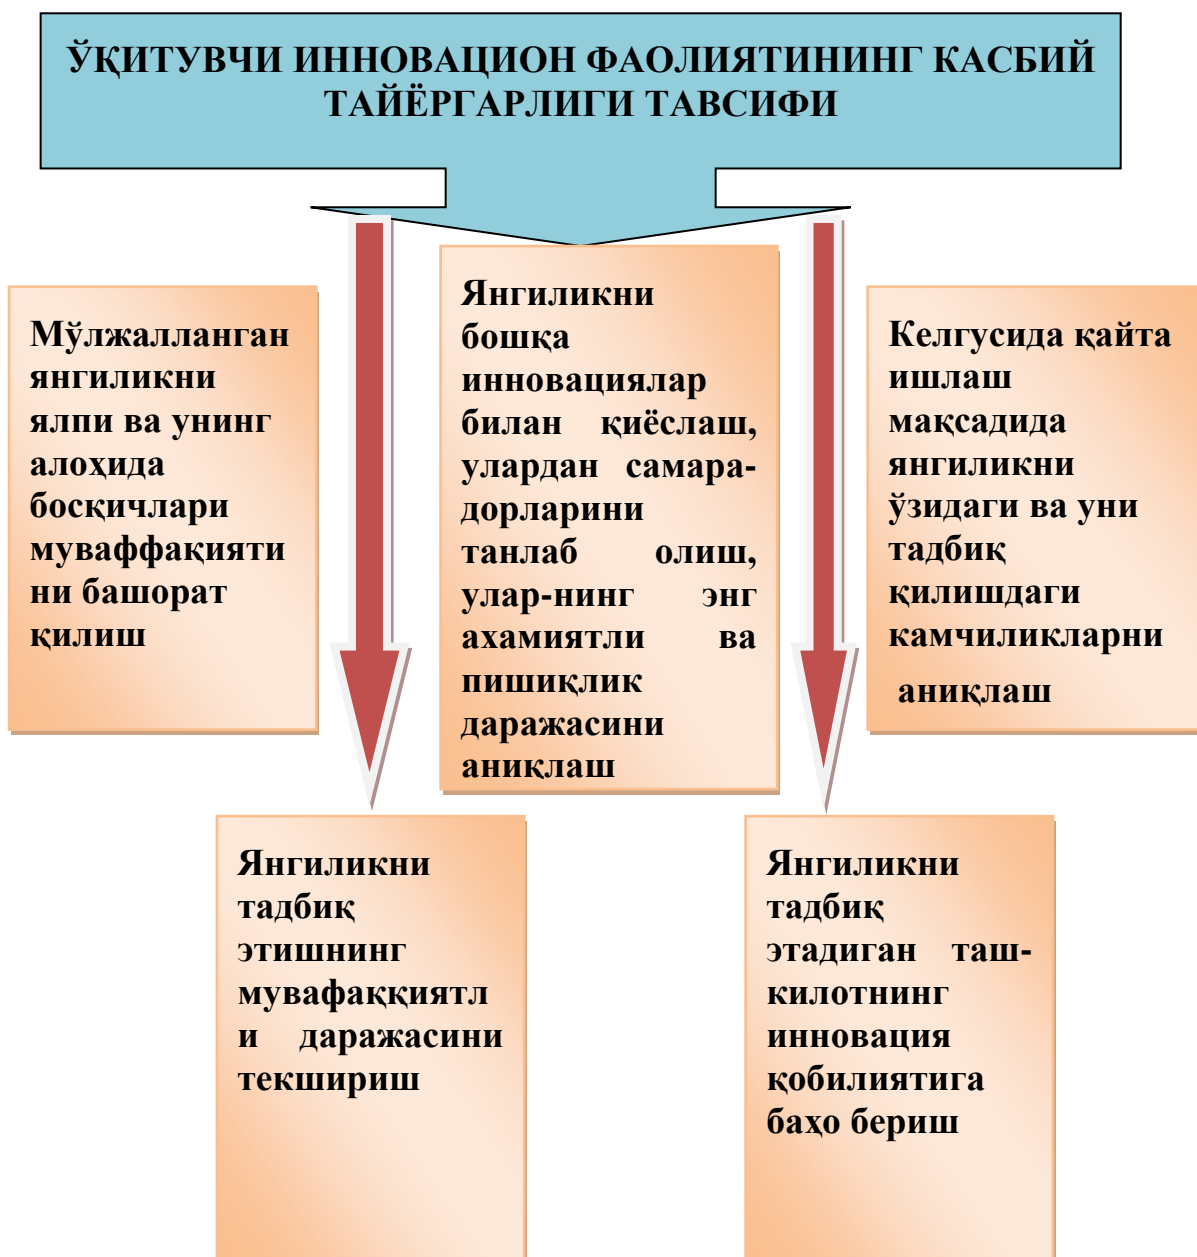 ЎҚИТУВЧИ ИННОВАЦИОН ФАОЛИЯТИНИНГ КАСБИЙ
ТАЙЁРГАРЛИГИ ТАВСИФИ
Мўлжалланган
янгиликни
ялпи ва унинг
алоҳида
босқичлари
муваффақияти
ни башорат
қилиш
Янгиликни
бошқа
инновациялар
билан қиёслаш,
улардан самара-
дорларини
танлаб олиш,
улар-нинг энг
ахамиятли ва
пишиқлик
даражасини
аниқлаш
Келгусида қайта
ишлаш
мақсадида
янгиликни
ўзидаги ва уни
тадбиқ
қилишдаги
камчиликларни
аниқлаш
Янгиликни
тадбиқ
этишнинг
мувафаққиятл
и даражасини
текшириш
Янгиликни
тадбиқ
этадиган таш-
килотнинг
инновация
қобилиятига
баҳо бериш